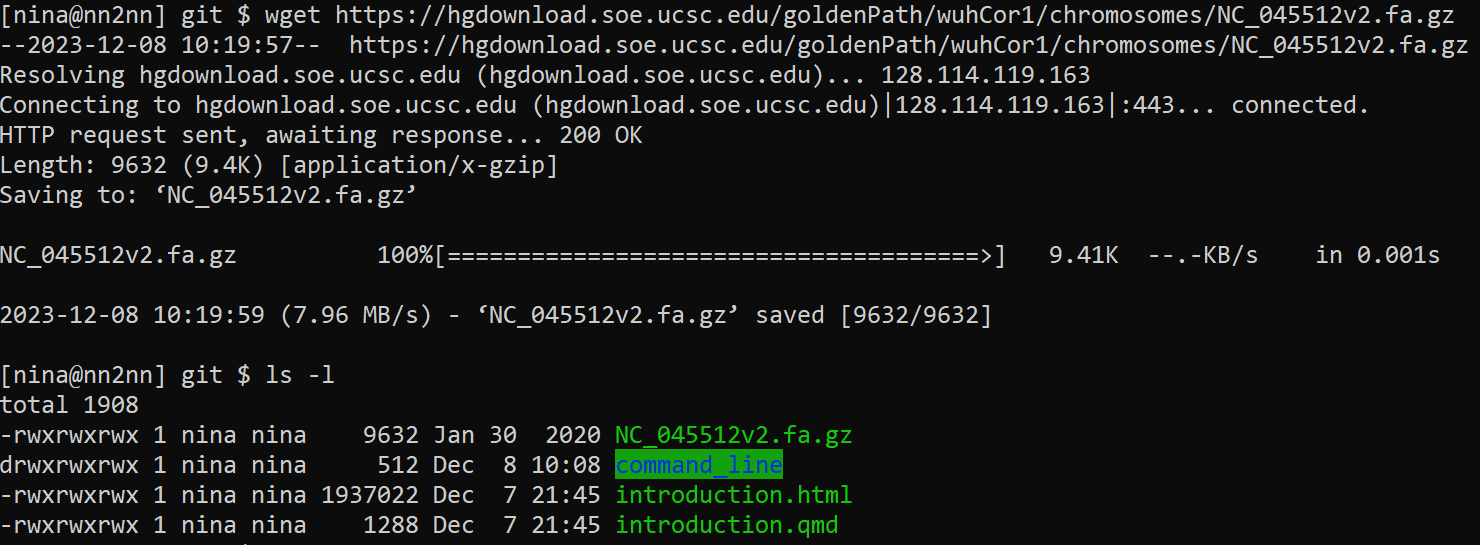 [nina@nn2nn] git $ wget https://hgdownload.soe.ucsc.edu/goldenPath/wuhCor1/chromosomes/NC_045512v2.fa.gz
--2023-12-08 10:19:57--  https://hgdownload.soe.ucsc.edu/goldenPath/wuhCor1/chromosomes/NC_045512v2.fa.gz
Resolving hgdownload.soe.ucsc.edu (hgdownload.soe.ucsc.edu)... 128.114.119.163
Connecting to hgdownload.soe.ucsc.edu (hgdownload.soe.ucsc.edu)|128.114.119.163|:443... connected.
HTTP request sent, awaiting response... 200 OK
Length: 9632 (9.4K) [application/x-gzip]
Saving to: ‘NC_045512v2.fa.gz’
NC_045512v2.fa.gz          100%[======================================>]   9.41K  --.-KB/s    in 0.001s
2023-12-08 10:19:59 (7.96 MB/s) - ‘NC_045512v2.fa.gz’ saved [9632/9632]
[nina@nn2nn] git $ ls -l
total 1908
-rwxrwxrwx 1 nina nina    9632 Jan 30  2020 NC_045512v2.fa.gz
drwxrwxrwx 1 nina nina     512 Dec  8 10:08 command_line
-rwxrwxrwx 1 nina nina 1937022 Dec  7 21:45 introduction.html
-rwxrwxrwx 1 nina nina    1288 Dec  7 21:45 introduction.qmd